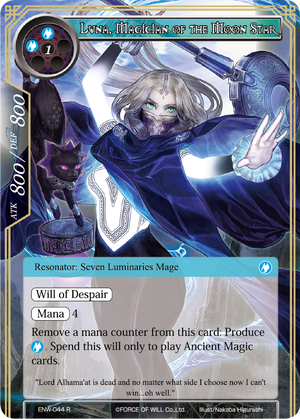 Luna, Magician of the Moon Star
1
ATK 800/DEF 800
Resonator: Seven Luminaries Mage
Will of Despair
Mana 4
Remove a mana counter from this card: Produce
. Spend this will only to play Ancient Magic
cards.
"Lord Alhama'at is dead and no matter what side I choose now I can't
win...oh well."
ENW-044 R ©FORCE OF WILL Co.,Ltd. Illust/Nakaba Higurashi